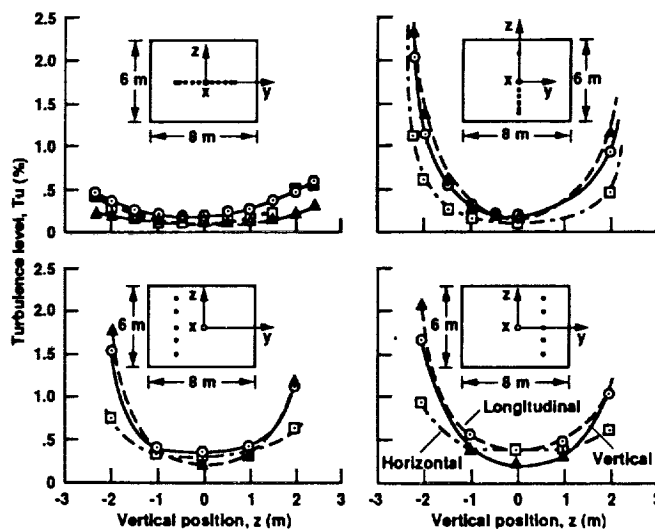 Turbulence level, Tu (%)
2.5
2.0
1.5
1.0
.5
0
z
6 m
x
y
8 m
z
6 m
x
y
8 m
2.5
2.0
1.5
1.0
.5
0
z
6 m
x
y
8 m
z
6 m
x
y
8 m
Longitudinal
Horizontal
Vertical
-3 -2 -1 0 1 2 3
-3 -2 -1 0 1 2 3
Vertical position, z (m)
Vertical position, z (m)